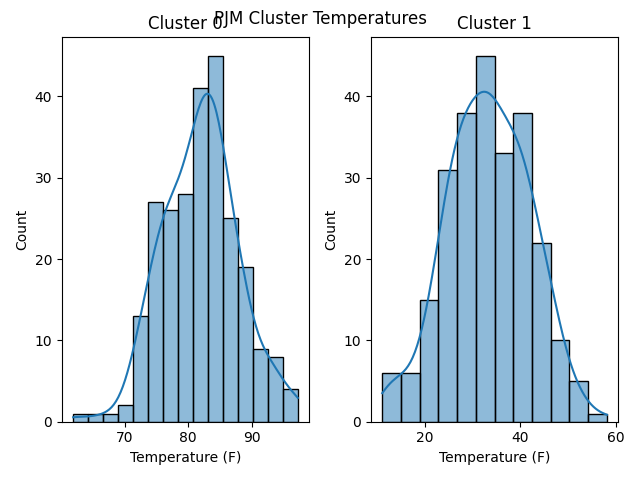 PJM Cluster Temperatures
Cluster 0
Cluster 1
Count
40
30
20
10
0
70 80 90
Temperature (F)
Count
40
30
20
10
0
20 40 60
Temperature (F)